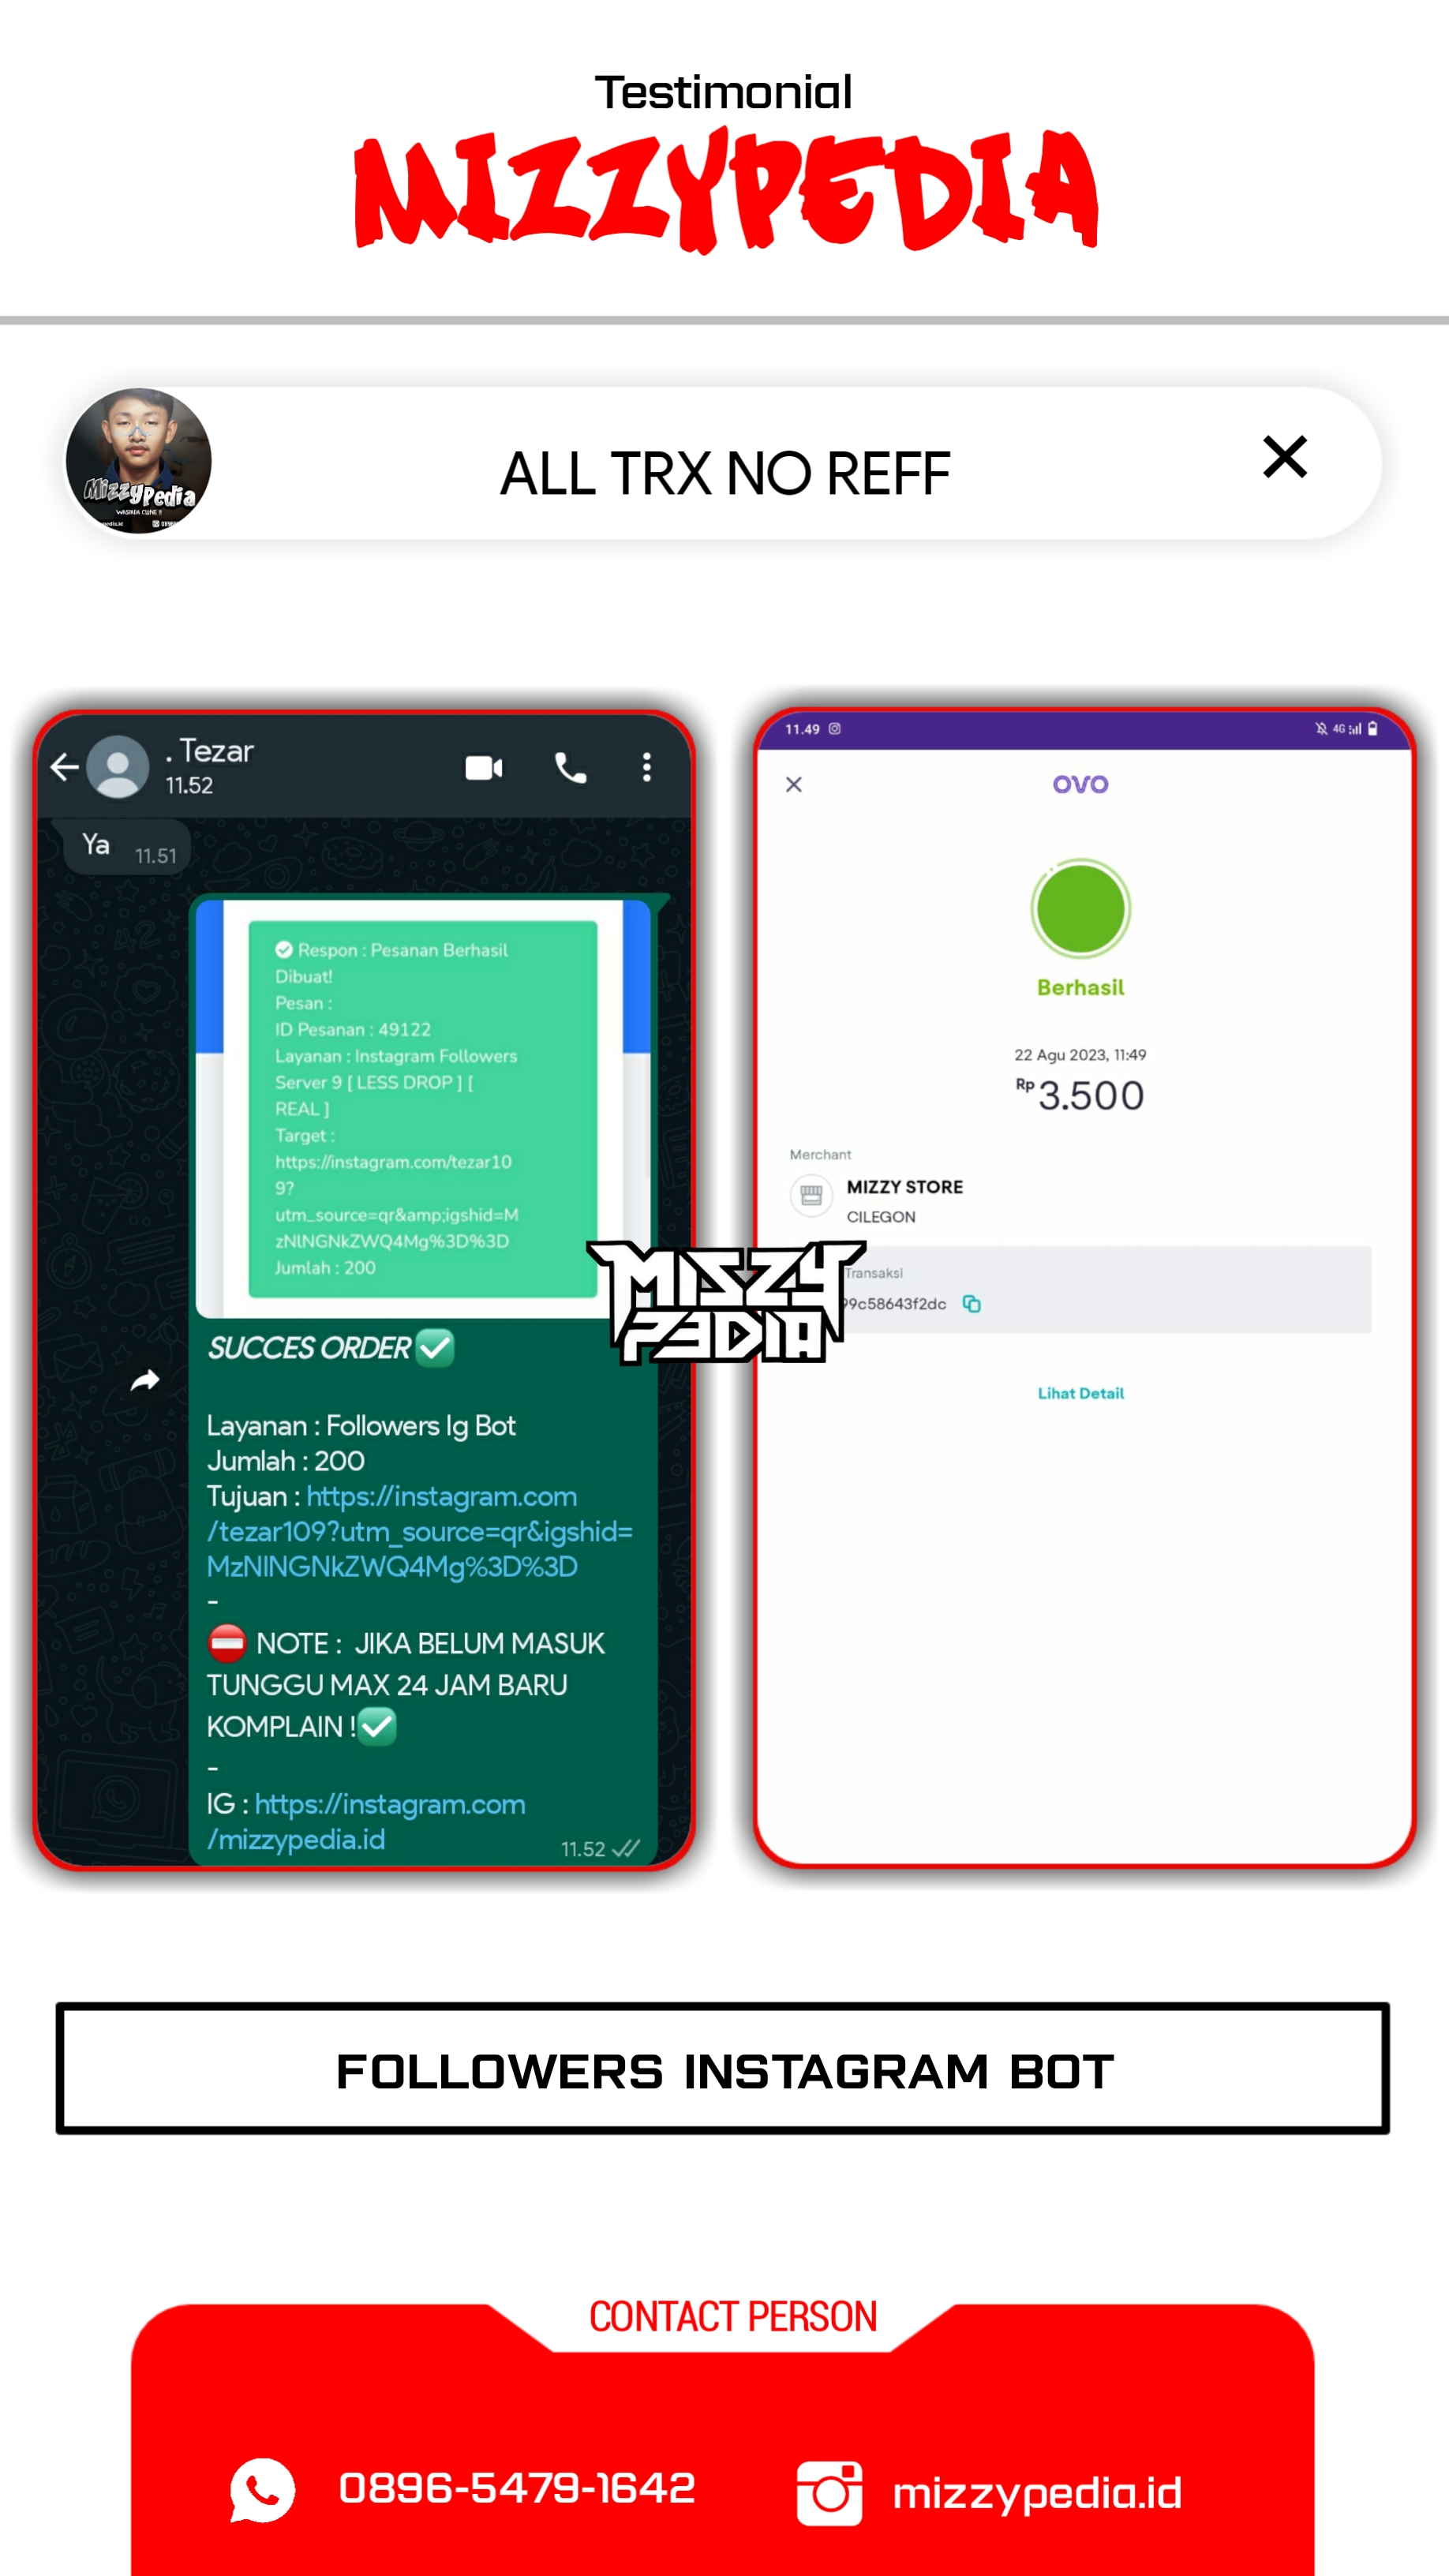 Testimonial
MIZZYPEDIA
ALL TRX NO REFF
MizzyPedia
. Tezar
11.52
Ya 11.51
Respon : Pesanan Berhasil
Dibuat!
Pesan :
ID Pesanan : 49122
Layanan : Instagram Followers
Server 9 [ LESS DROP ] [
REAL ]
Target :
https://instagram.com/tezar10
9?
utm_source=qr&amp;igshid=M
zNlNGNkZWQ4Mg%3D%3D
Jumlah : 200
SUCCES ORDER ✅
Layanan : Followers Ig Bot
Jumlah : 200
Tujuan : https://instagram.com
/tezar109?utm_source=qr&igshid=
MzNlNGNkZWQ4Mg%3D%3D
-
⛔ NOTE : JIKA BELUM MASUK
TUNGGU MAX 24 JAM BARU
KOMPLAIN !✅
-
IG : https://instagram.com
/mizzypedia.id
11.52
11.49
4G
OVO
Berhasil
22 Agu 2023, 11:49
Rp 3.500
Merchant
MIZZY STORE
CILEGON
Transaksi
99c58643f2dc
Lihat Detail
MIZZY
P3DIA
FOLLOWERS INSTAGRAM BOT
CONTACT PERSON
0896-5479-1642
mizzypedia.id